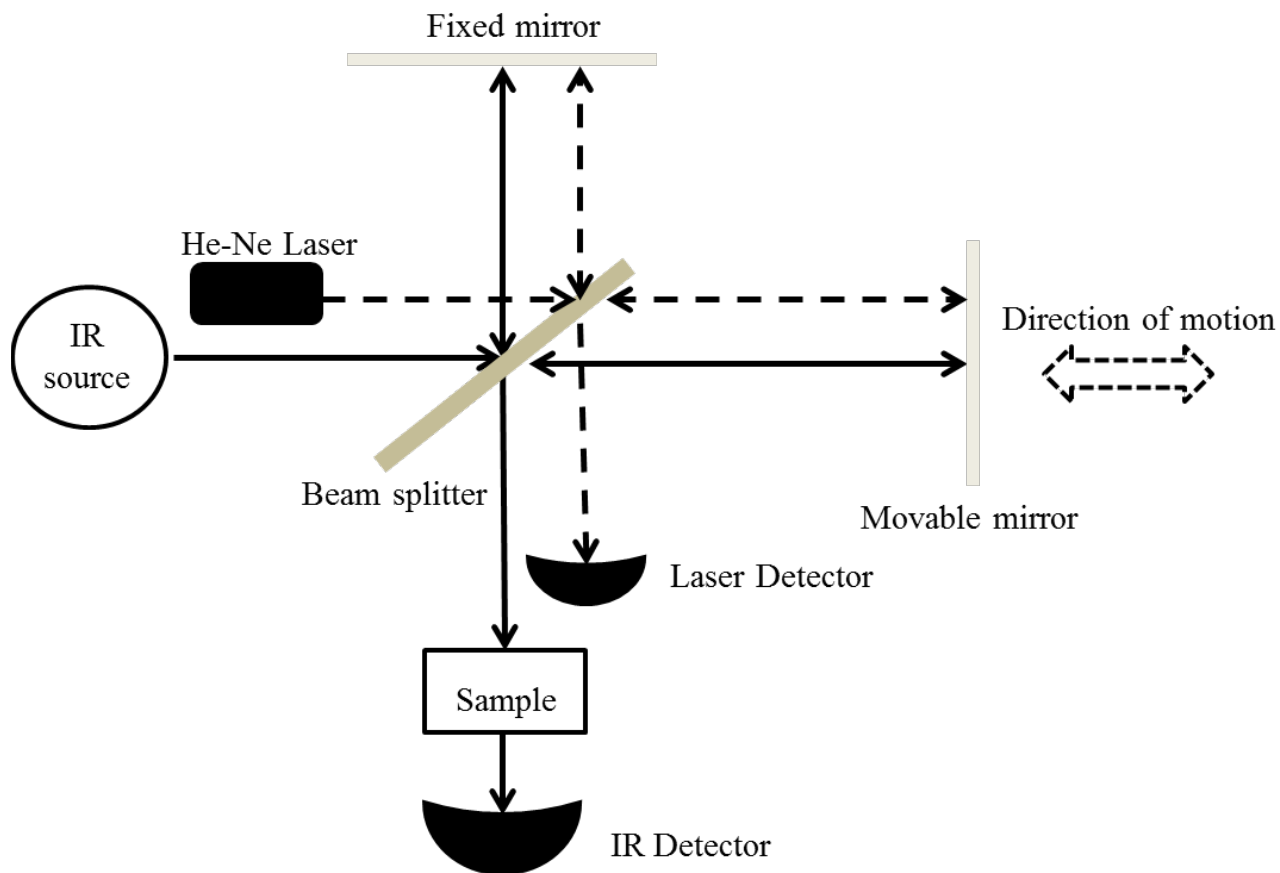 Fixed mirror
He-Ne Laser
IR
source
Direction of motion
Beam splitter
Movable mirror
Laser Detector
Sample
IR Detector